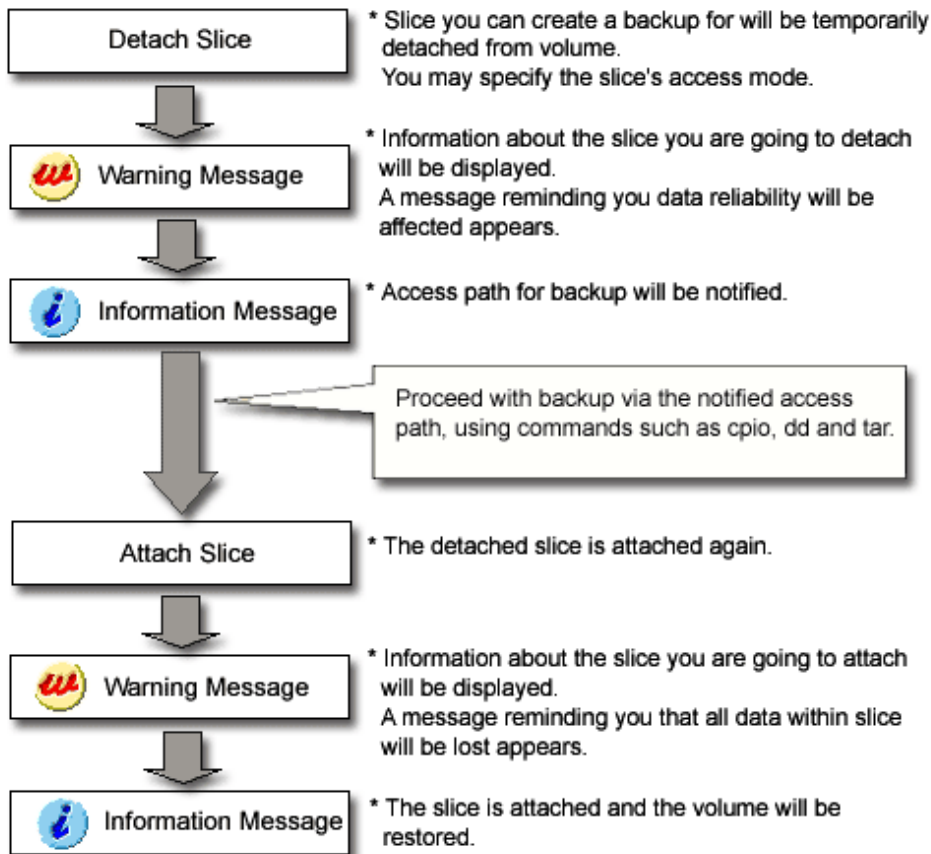 Detach Slice
* Slice you can create a backup for will be temporarily
detached from volume.
You may specify the slice's access mode.
Warning Message
* Information about the slice you are going to detach
will be displayed.
A message reminding you data reliability will be
affected appears.
Information Message
* Access path for backup will be notified.
Proceed with backup via the notified access
path, using commands such as cpio, dd and tar.
Attach Slice
* The detached slice is attached again.
Warning Message
* Information about the slice you are going to attach
will be displayed.
A message reminding you that all data within slice
will be lost appears.
Information Message
* The slice is attached and the volume will be
restored.